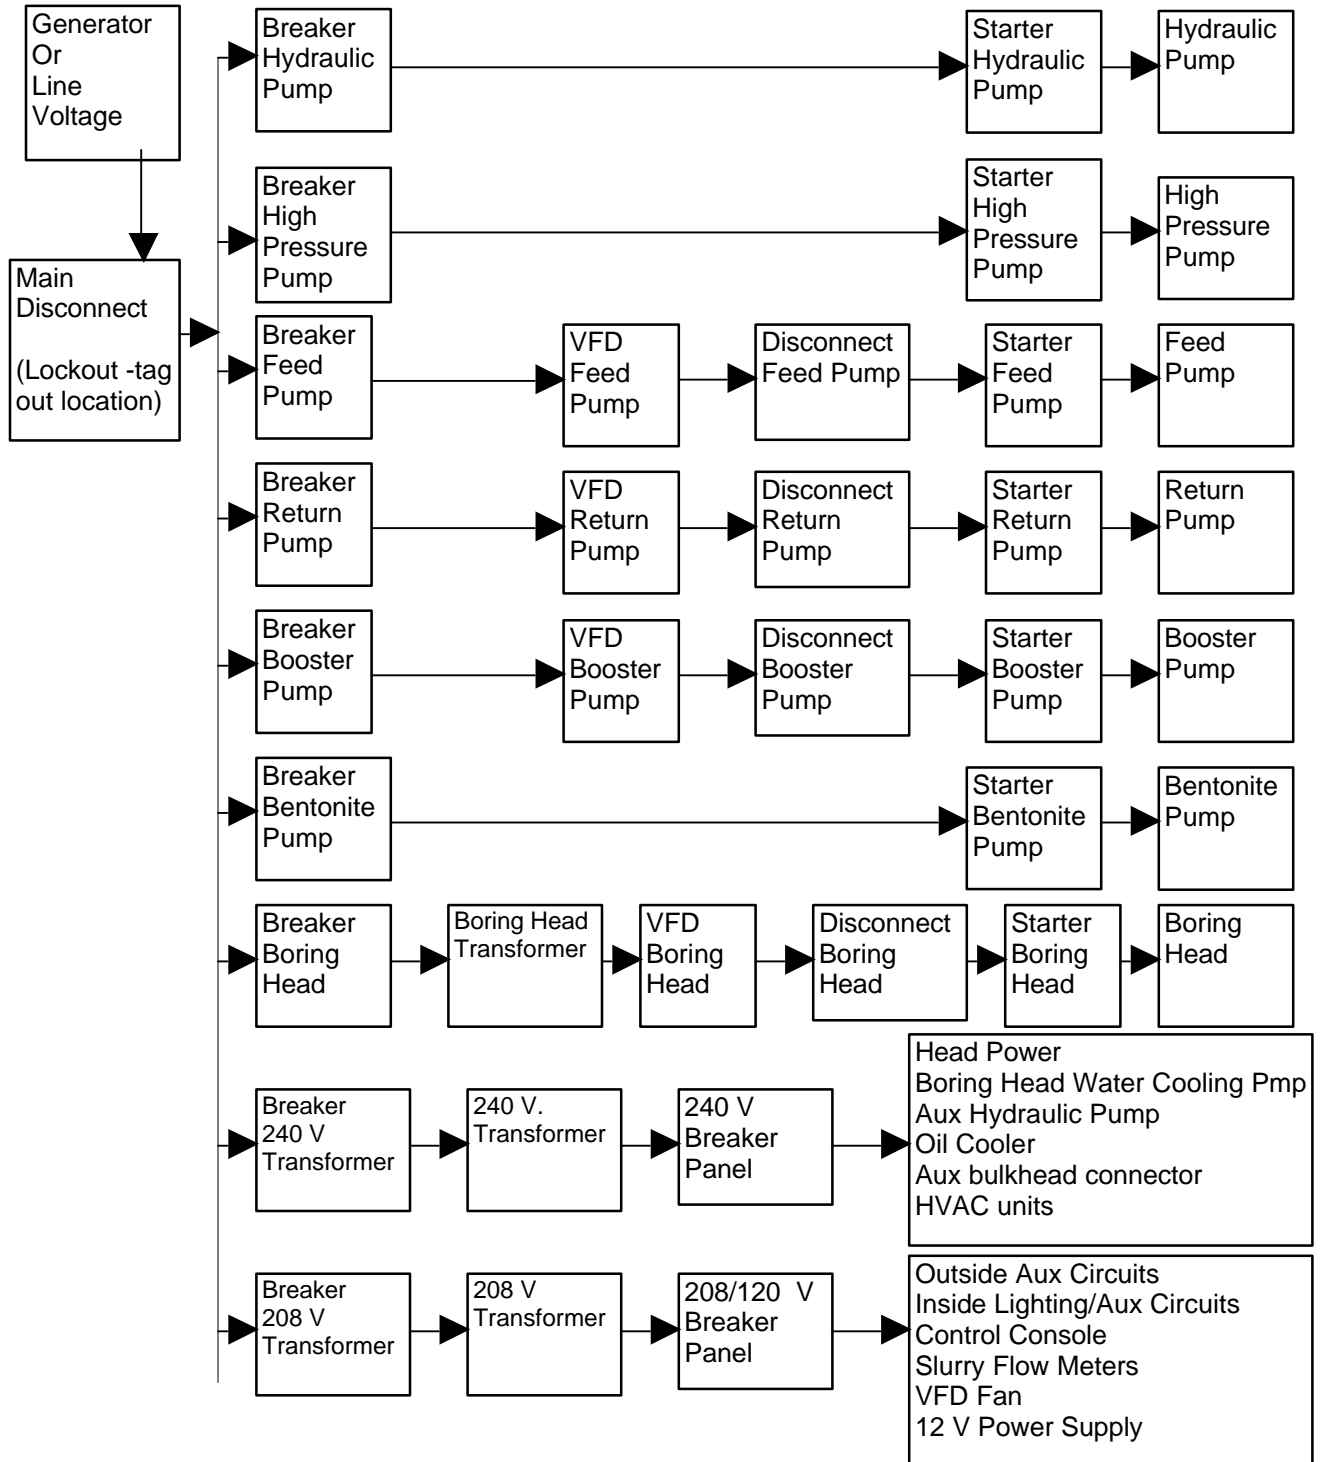 Generator
Or
Line
Voltage
Main
Disconnect
(Lockout -tag
out location)
Breaker
Hydraulic
Pump
Starter
Hydraulic
Pump
Hydraulic
Pump
Breaker
High
Pressure
Pump
Starter
High
Pressure
Pump
High
Pressure
Pump
Breaker
Feed
Pump
VFD
Feed
Pump
Disconnect
Feed Pump
Starter
Feed
Pump
Feed
Pump
Breaker
Return
Pump
VFD
Return
Pump
Disconnect
Return
Pump
Starter
Return
Pump
Return
Pump
Breaker
Booster
Pump
VFD
Booster
Pump
Disconnect
Booster
Pump
Starter
Booster
Pump
Booster
Pump
Breaker
Bentonite
Pump
Starter
Bentonite
Pump
Bentonite
Pump
Breaker
Boring
Head
Boring Head
Transformer
VFD
Boring
Head
Disconnect
Boring
Head
Starter
Boring
Head
Boring
Head
Breaker
240 V
Transformer
240 V.
Transformer
240 V
Breaker
Panel
Head Power
Boring Head Water Cooling Pmp
Aux Hydraulic Pump
Oil Cooler
Aux bulkhead connector
HVAC units
Breaker
208 V
Transformer
208 V
Transformer
208/120 V
Breaker
Panel
Outside Aux Circuits
Inside Lighting/Aux Circuits
Control Console
Slurry Flow Meters
VFD Fan
12 V Power Supply